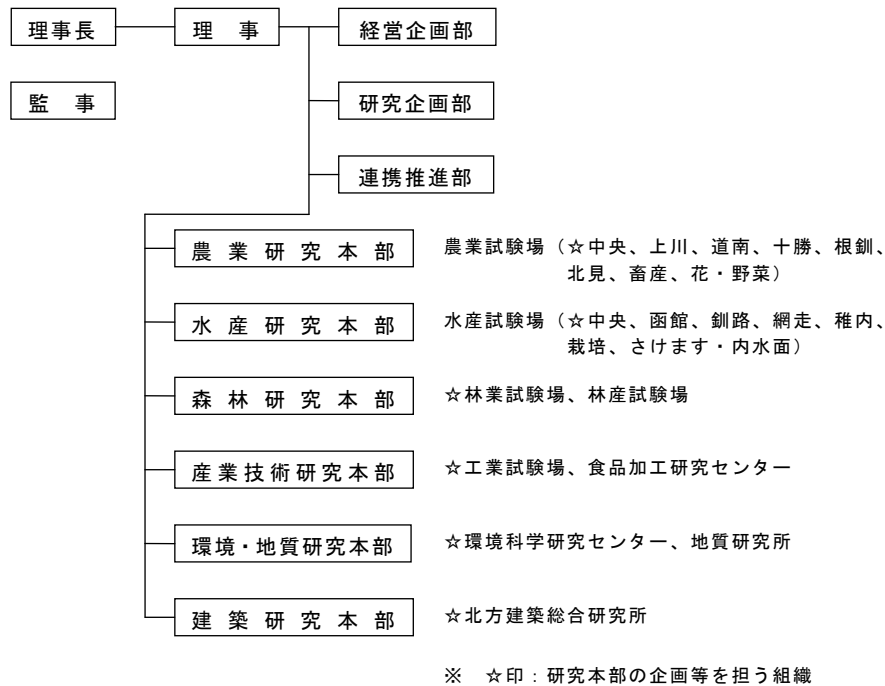 理事長 理 事 経営企画部
監 事 研究企画部
連携推進部
農 業 研 究 本 部 農業試験場（☆中央、上川、道南、十勝、根釧、
北見、畜産、花・野菜）
水 産 研 究 本 部 水産試験場（☆中央、函館、釧路、網走、稚内、
栽培、さけます・内水面）
森 林 研 究 本 部 ☆林業試験場、林産試験場
産業技術研究本部 ☆工業試験場、食品加工研究センター
環境・地質研究本部 ☆環境科学研究センター、地質研究所
建 築 研 究 本 部 ☆北方建築総合研究所
※ ☆印：研究本部の企画等を担う組織